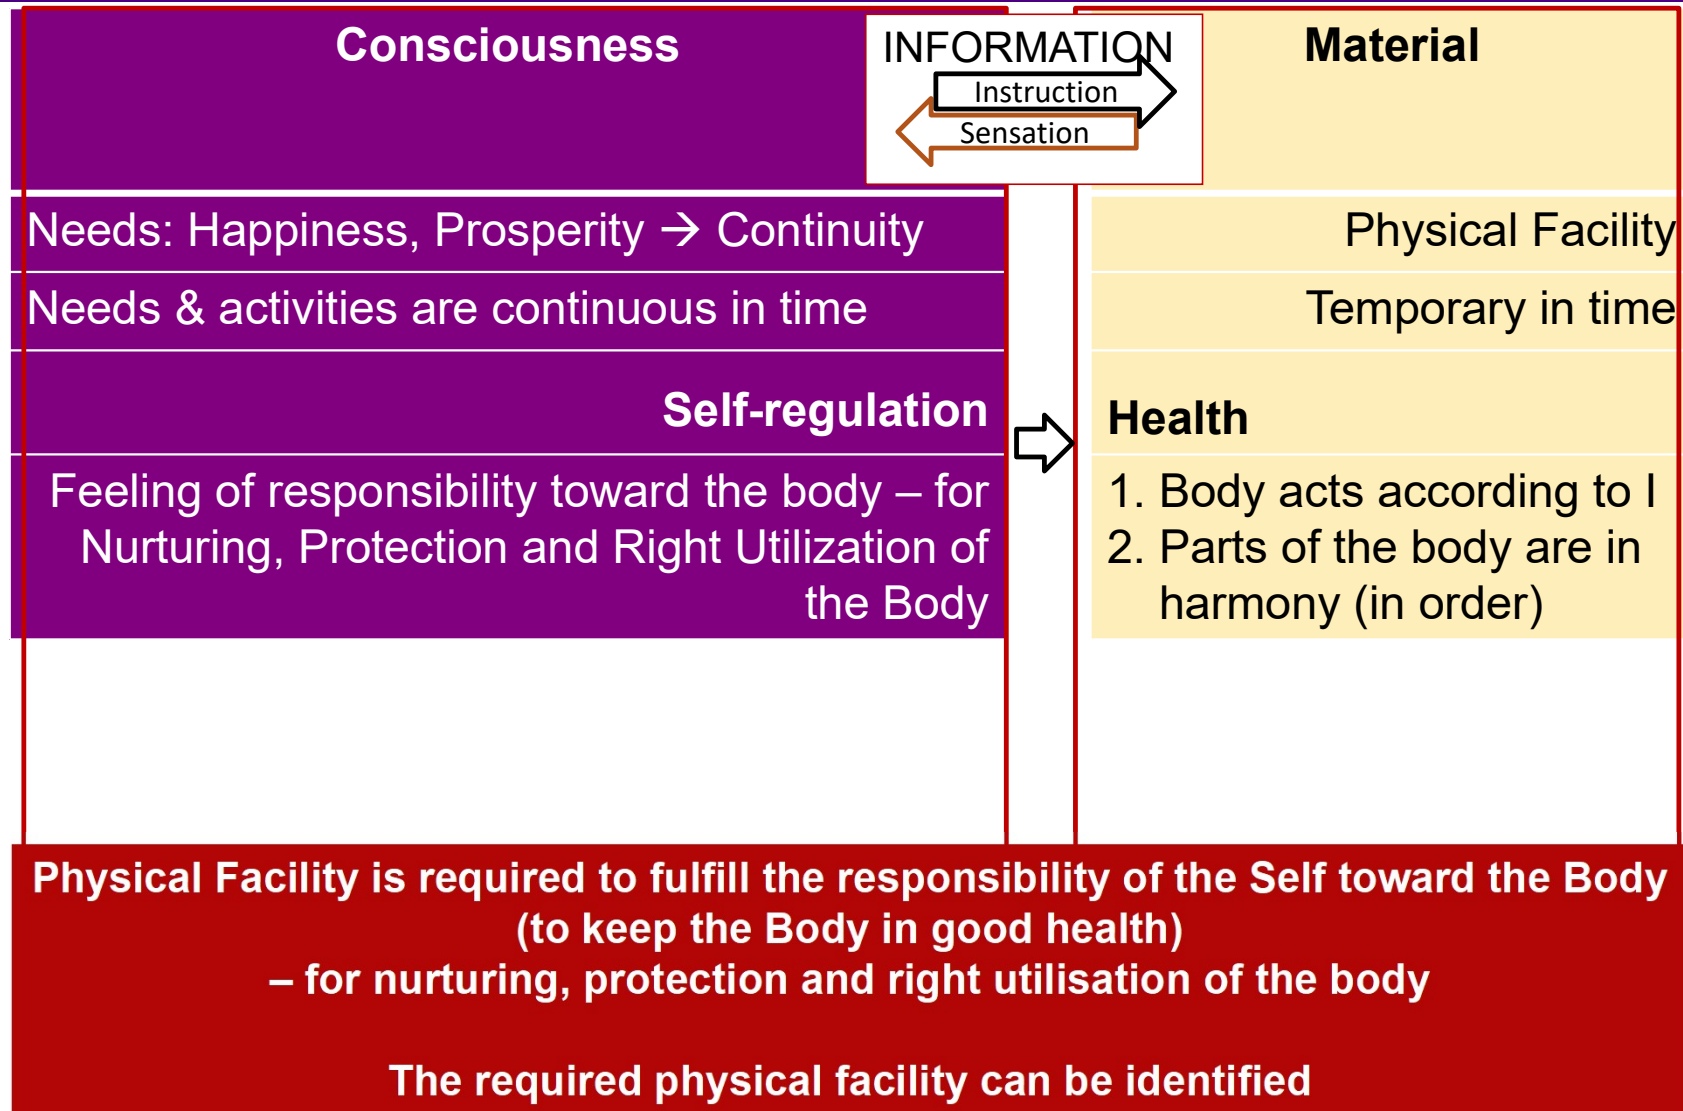 Consciousness
INFORMATION
Instruction
Sensation
Material
Needs: Happiness, Prosperity → Continuity
Physical Facility
Needs & activities are continuous in time
Temporary in time
Self-regulation
Health
Feeling of responsibility toward the body – for
Nurturing, Protection and Right Utilization of
the Body
1. Body acts according to I
2. Parts of the body are in
harmony (in order)
Physical Facility is required to fulfill the responsibility of the Self toward the Body
(to keep the Body in good health)
– for nurturing, protection and right utilisation of the body
The required physical facility can be identified